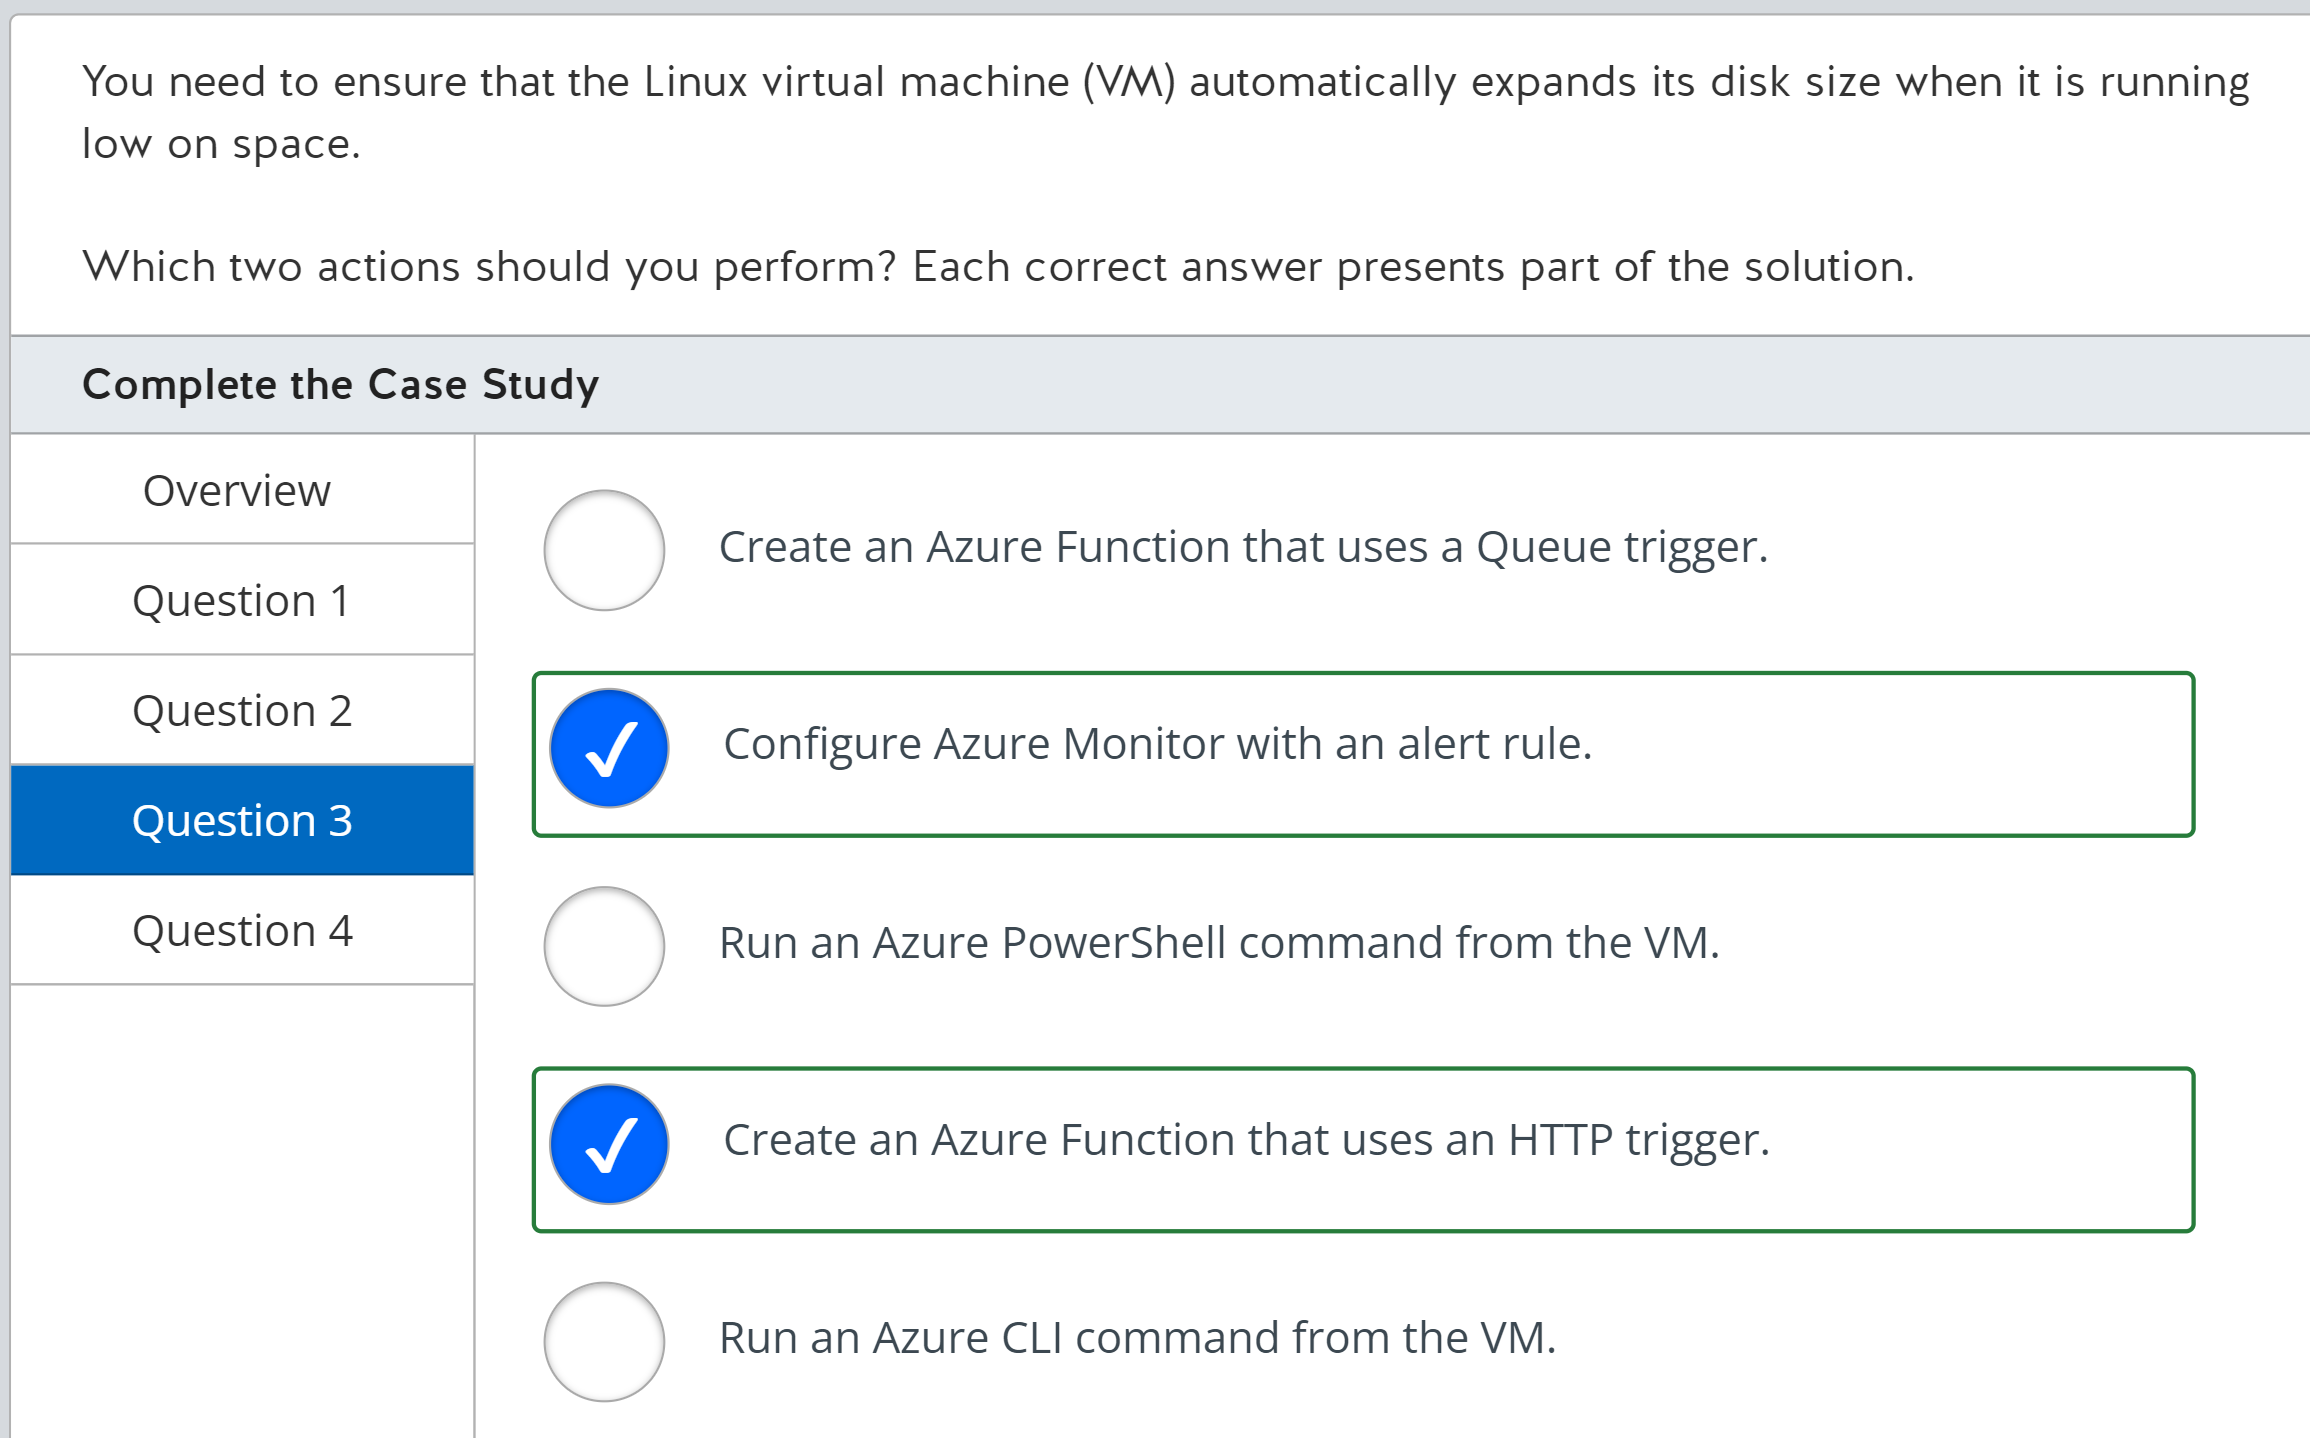 You need to ensure that the Linux virtual machine (VM) automatically expands its disk size when it is running
low on space.
Which two actions should you perform? Each correct answer presents part of the solution.
Complete the Case Study
Overview
Question 1
Question 2
Question 3
Question 4
Create an Azure Function that uses a Queue trigger.
Configure Azure Monitor with an alert rule.
Run an Azure PowerShell command from the VM.
Create an Azure Function that uses an HTTP trigger.
Run an Azure CLI command from the VM.